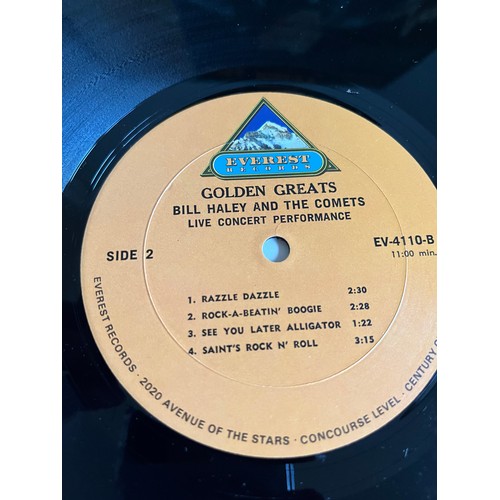 EVEREST
RECORDS
GOLDEN GREATS
BILL HALEY AND THE COMETS
LIVE CONCERT PERFORMANCE
SIDE 2
EV-4110-B
11:00 min.
1. RAZZLE DAZZLE 2:30
2. ROCK-A-BEATIN' BOOGIE 2:28
3. SEE YOU LATER ALLIGATOR 1:22
4. SAINT'S ROCK N' ROLL 3:15
EVEREST RECORDS · 2020 AVENUE OF THE STARS · CONCOURSE LEVEL · CENTURY